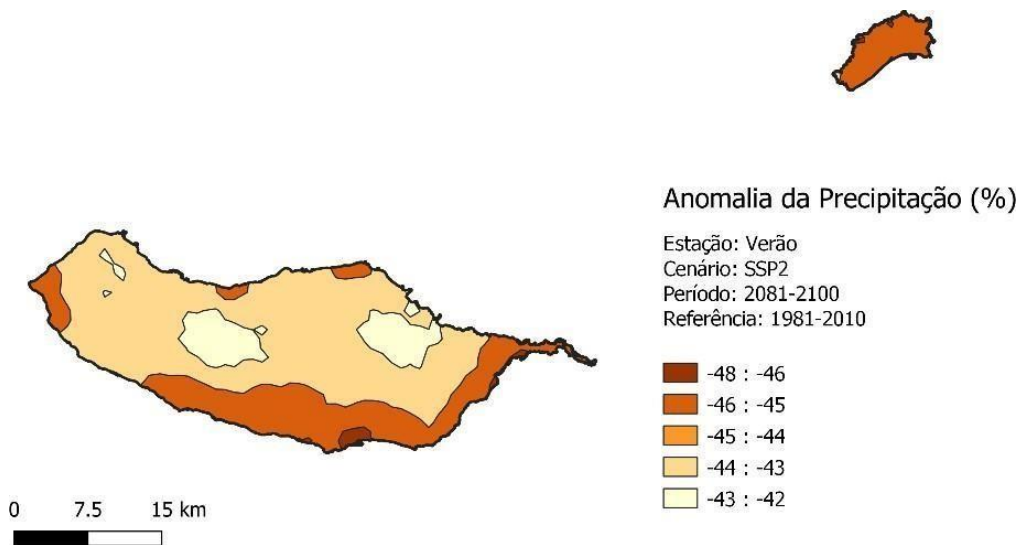 Anomalia da Precipitação (%)
Estação: Verão
Cenário: SSP2
Período: 2081-2100
Referência: 1981-2010
-48 : -46
-46 : -45
-45 : -44
-44 : -43
-43 : -42
0 7.5 15 km